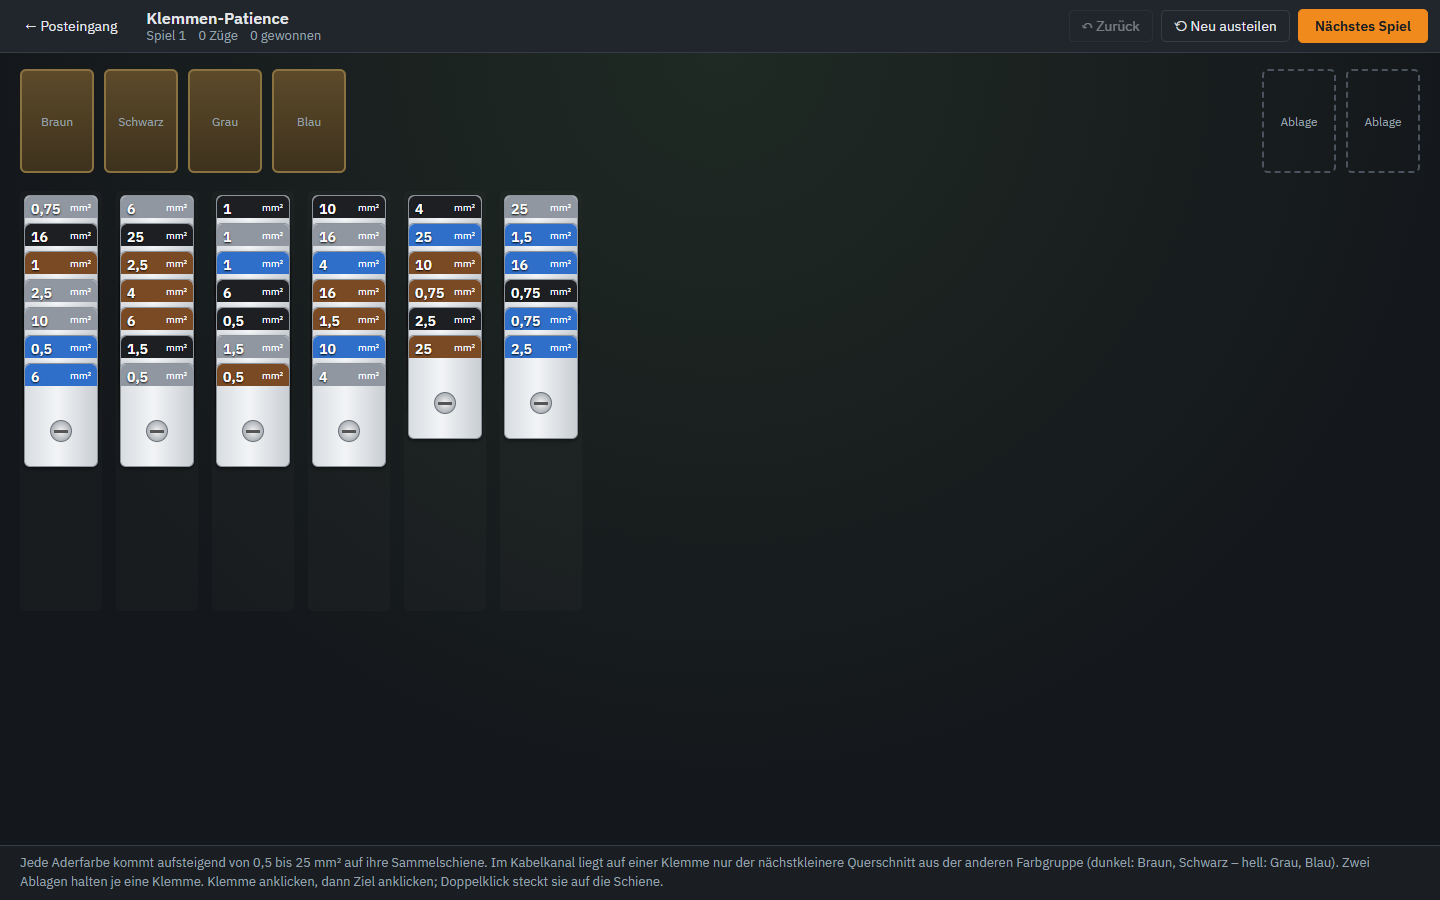 ← Posteingang
Klemmen-Patience
Spiel 1 0 Züge 0 gewonnen
↶ Zurück
⟲ Neu austeilen
Nächstes Spiel
Braun
Schwarz
Grau
Blau
Ablage
Ablage
0,75 mm²
16 mm²
1 mm²
2,5 mm²
10 mm²
0,5 mm²
6 mm²
6 mm²
25 mm²
2,5 mm²
4 mm²
6 mm²
1,5 mm²
0,5 mm²
1 mm²
1 mm²
1 mm²
6 mm²
0,5 mm²
1,5 mm²
0,5 mm²
10 mm²
16 mm²
4 mm²
16 mm²
1,5 mm²
10 mm²
4 mm²
4 mm²
25 mm²
10 mm²
0,75 mm²
2,5 mm²
25 mm²
25 mm²
1,5 mm²
16 mm²
0,75 mm²
0,75 mm²
2,5 mm²
Jede Aderfarbe kommt aufsteigend von 0,5 bis 25 mm² auf ihre Sammelschiene. Im Kabelkanal liegt auf einer Klemme nur der nächstkleinere Querschnitt aus der anderen Farbgruppe (dunkel: Braun, Schwarz – hell: Grau, Blau). Zwei
Ablagen halten je eine Klemme. Klemme anklicken, dann Ziel anklicken; Doppelklick steckt sie auf die Schiene.